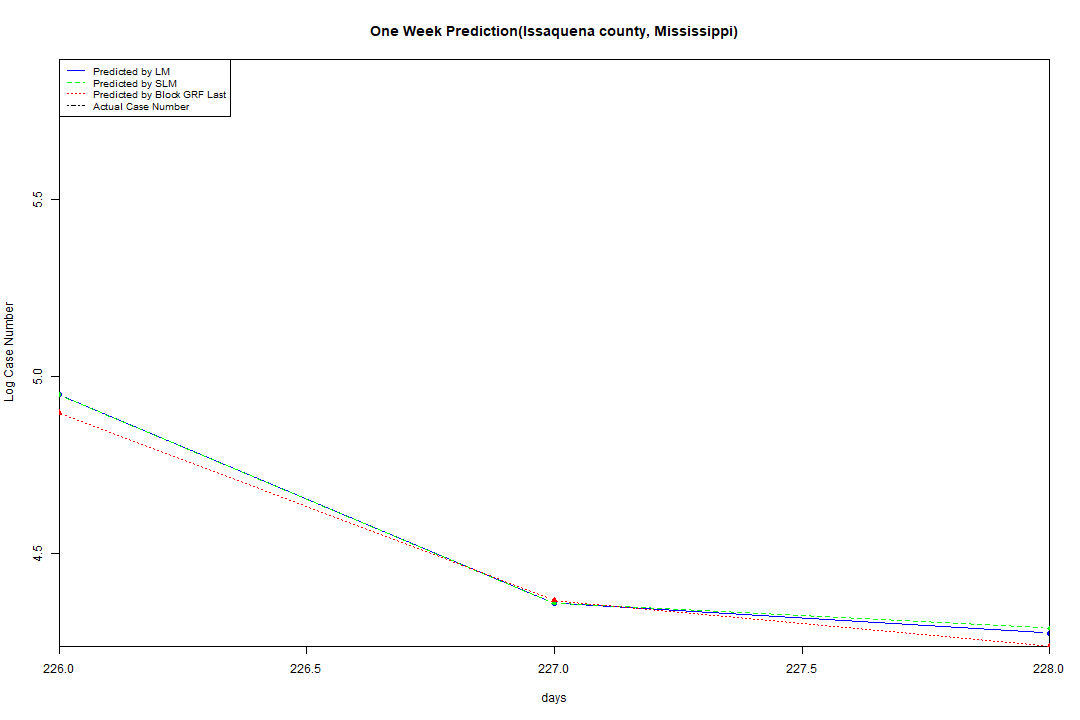 One Week Prediction(Issaquena county, Mississippi)
Predicted by LM
Predicted by SLM
Predicted by Block GRF Last
Actual Case Number
5.5
5.0
4.5
Log Case Number
226.0 226.5 227.0 227.5 228.0
days